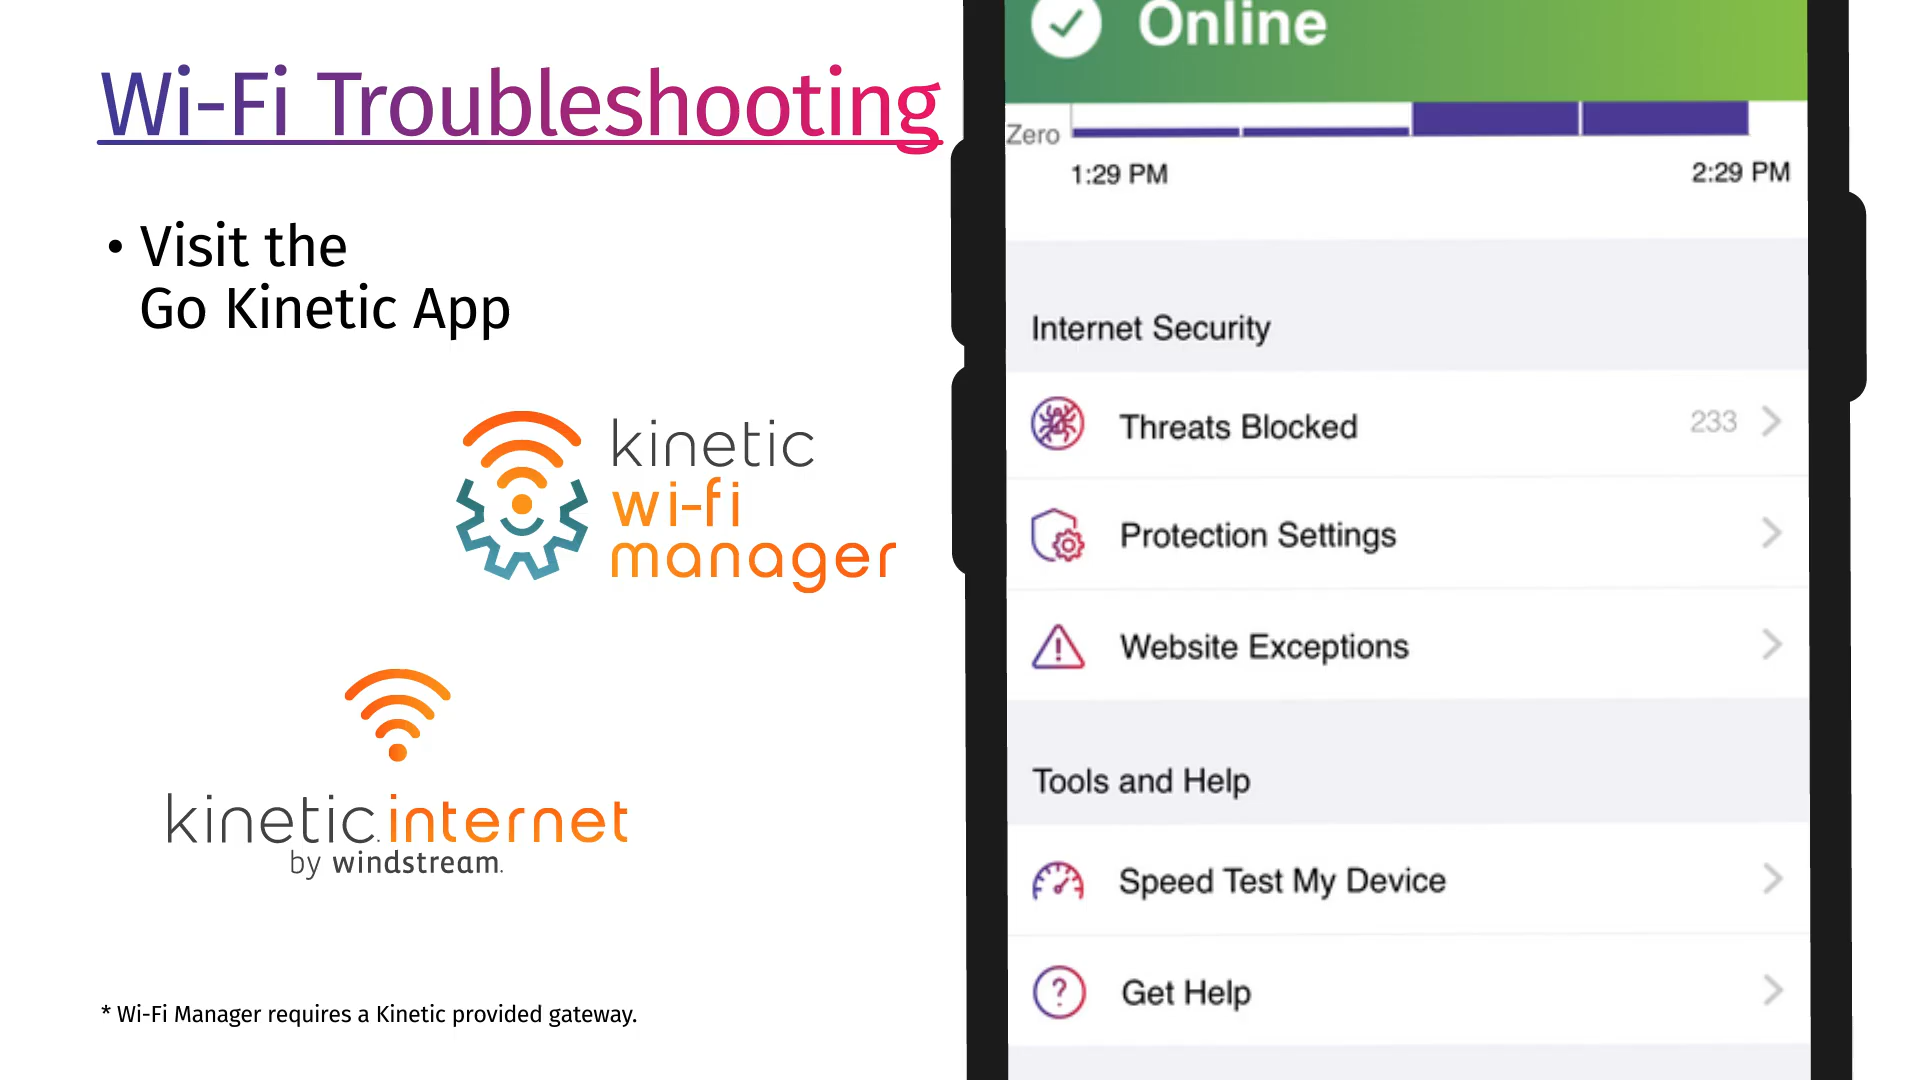 Wi-Fi Troubleshooting
• Visit the
Go Kinetic App
kinetic
wi-fi
manager
kinetic.internet
by windstream.
* Wi-Fi Manager requires a Kinetic provided gateway.
Online
Zero
1:29 PM
2:29 PM
Internet Security
Threats Blocked
233
Protection Settings
Website Exceptions
Tools and Help
Speed Test My Device
Get Help